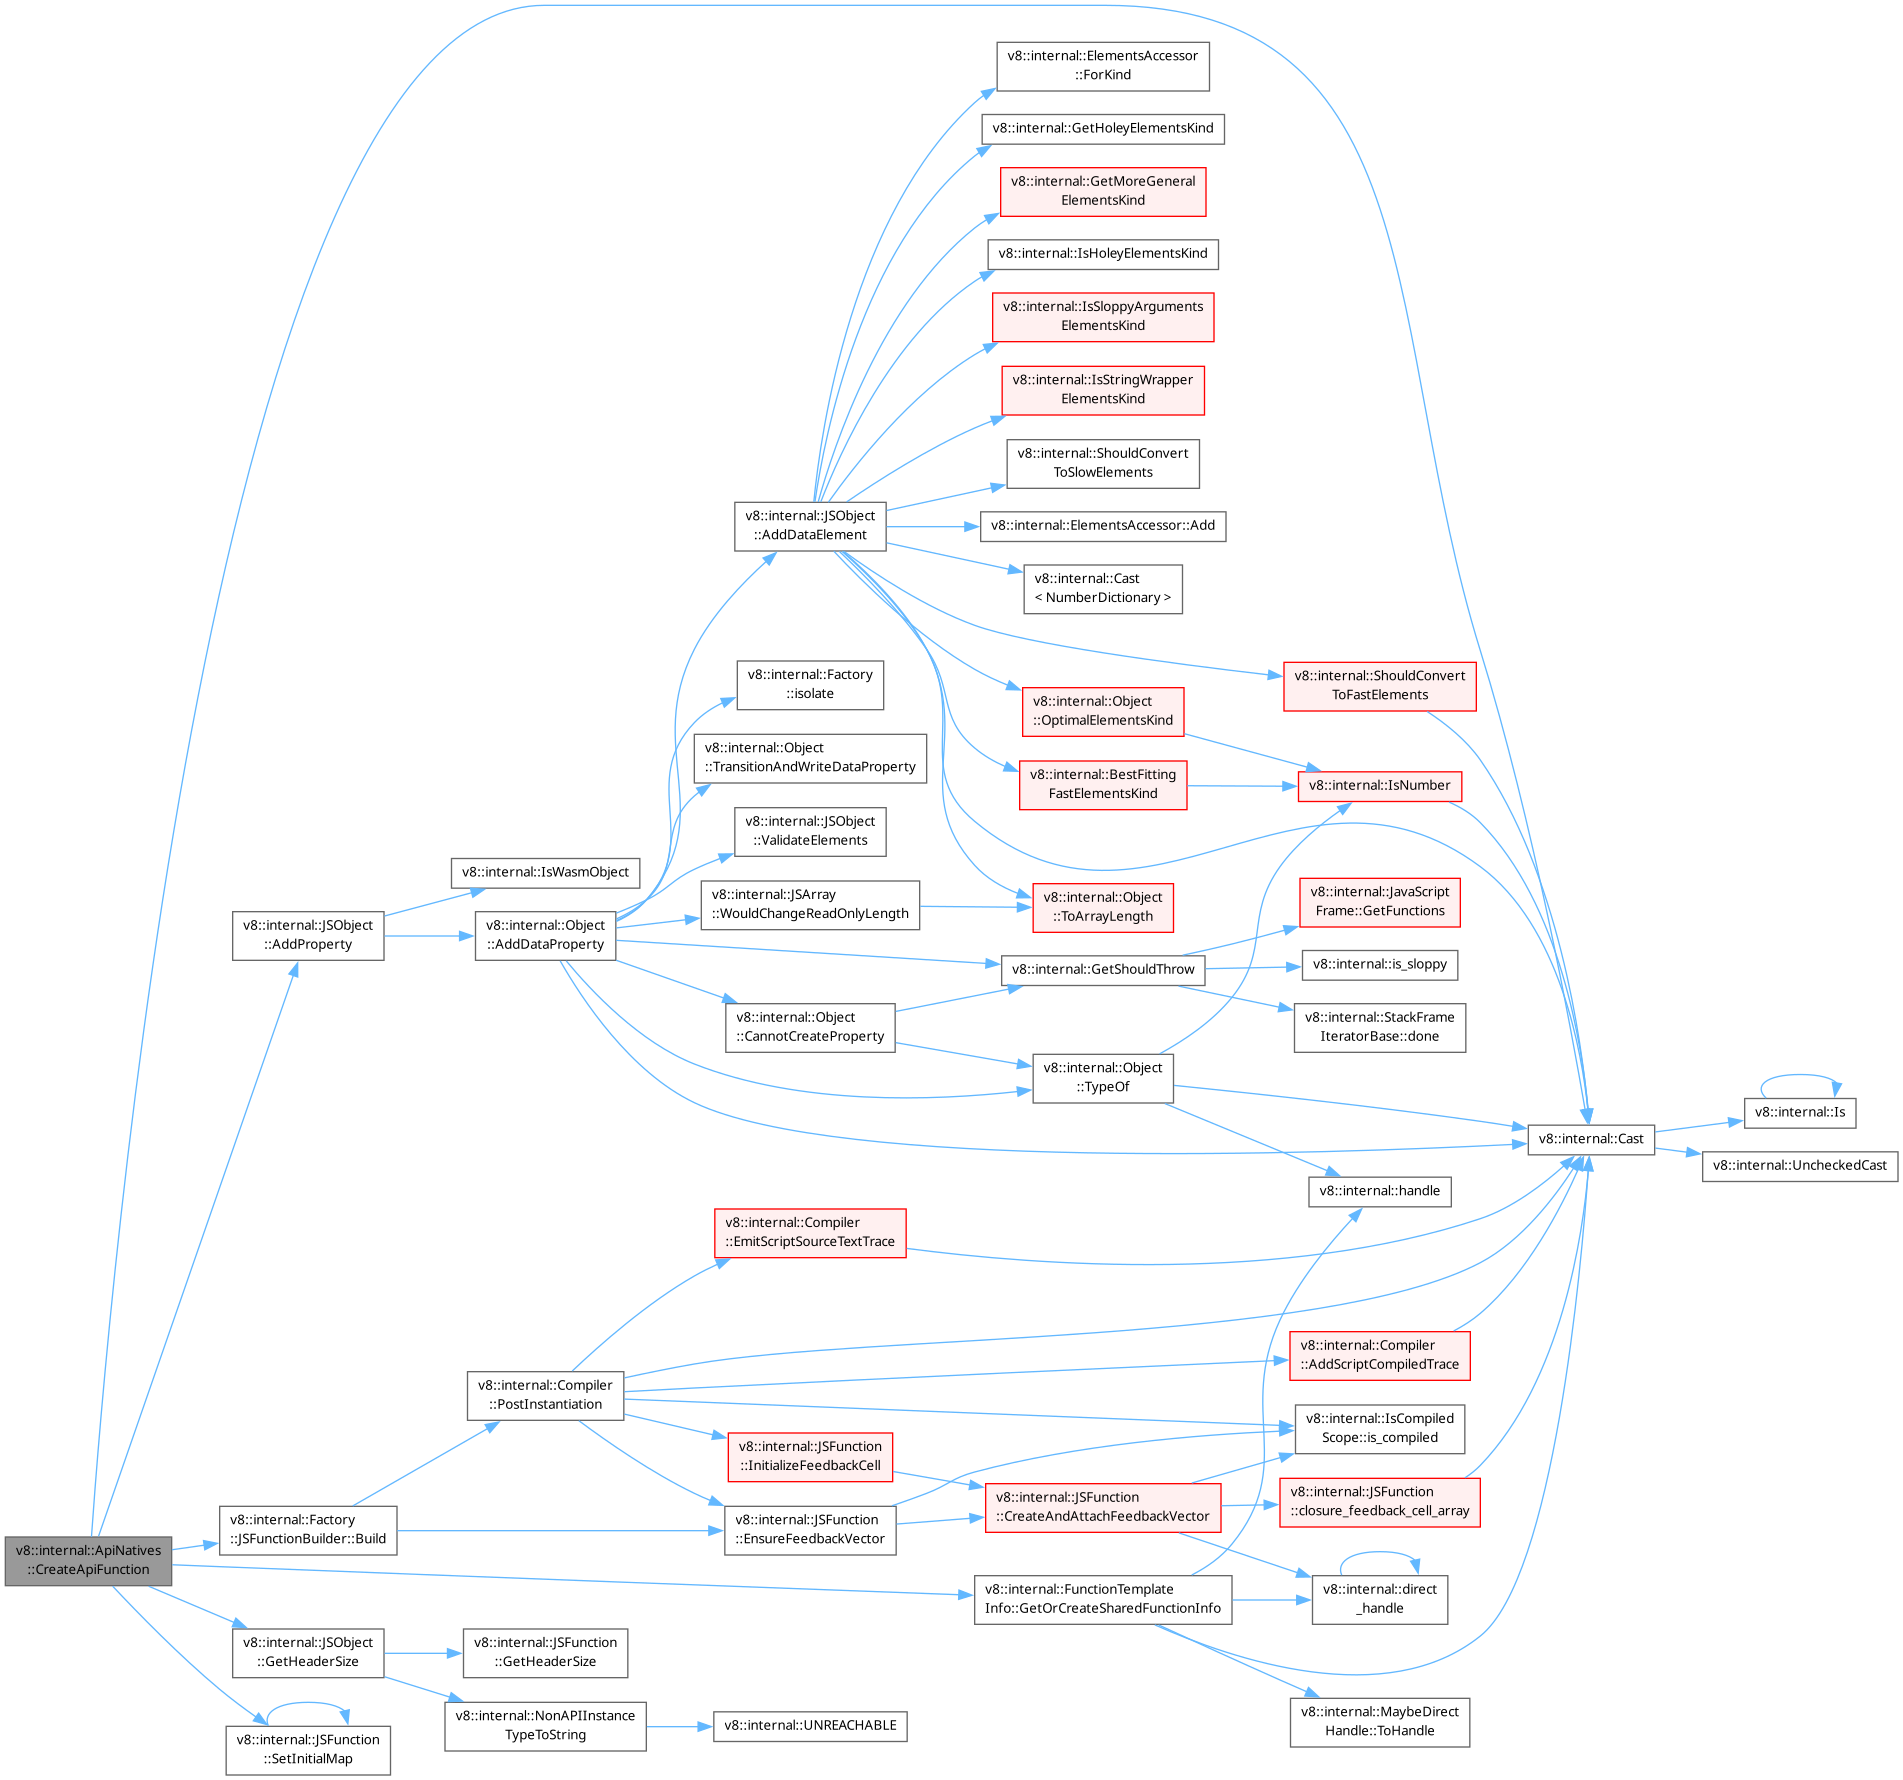 v8::internal::ElementsAccessor
::ForKind
v8::internal::GetHoleyElementsKind
v8::internal::GetMoreGeneral
ElementsKind
v8::internal::IsHoleyElementsKind
v8::internal::IsSloppyArguments
ElementsKind
v8::internal::IsStringWrapper
ElementsKind
v8::internal::ShouldConvert
ToSlowElements
v8::internal::JSObject
::AddDataElement
v8::internal::ElementsAccessor::Add
v8::internal::Cast
< NumberDictionary >
v8::internal::Factory
::isolate
v8::internal::ShouldConvert
ToFastElements
v8::internal::Object
::OptimalElementsKind
v8::internal::Object
::TransitionAndWriteDataProperty
v8::internal::BestFitting
FastElementsKind
v8::internal::IsNumber
v8::internal::JSObject
::ValidateElements
v8::internal::IsWasmObject
v8::internal::JSArray
::WouldChangeReadOnlyLength
v8::internal::Object
::ToArrayLength
v8::internal::JavaScript
Frame::GetFunctions
v8::internal::JSObject
::AddProperty
v8::internal::Object
::AddDataProperty
v8::internal::GetShouldThrow
v8::internal::is_sloppy
v8::internal::Object
::CannotCreateProperty
v8::internal::StackFrame
IteratorBase::done
v8::internal::Object
::TypeOf
v8::internal::Is
v8::internal::Cast
v8::internal::UncheckedCast
v8::internal::handle
v8::internal::Compiler
::EmitScriptSourceTextTrace
v8::internal::Compiler
::AddScriptCompiledTrace
v8::internal::Compiler
::PostInstantiation
v8::internal::IsCompiled
Scope::is_compiled
v8::internal::JSFunction
::InitializeFeedbackCell
v8::internal::JSFunction
::CreateAndAttachFeedbackVector
v8::internal::JSFunction
::closure_feedback_cell_array
v8::internal::Factory
::JSFunctionBuilder::Build
v8::internal::JSFunction
::EnsureFeedbackVector
v8::internal::ApiNatives
::CreateApiFunction
v8::internal::FunctionTemplate
Info::GetOrCreateSharedFunctionInfo
v8::internal::direct
_handle
v8::internal::JSObject
::GetHeaderSize
v8::internal::JSFunction
::GetHeaderSize
v8::internal::NonAPIInstance
TypeToString
v8::internal::UNREACHABLE
v8::internal::MaybeDirect
Handle::ToHandle
v8::internal::JSFunction
::SetInitialMap